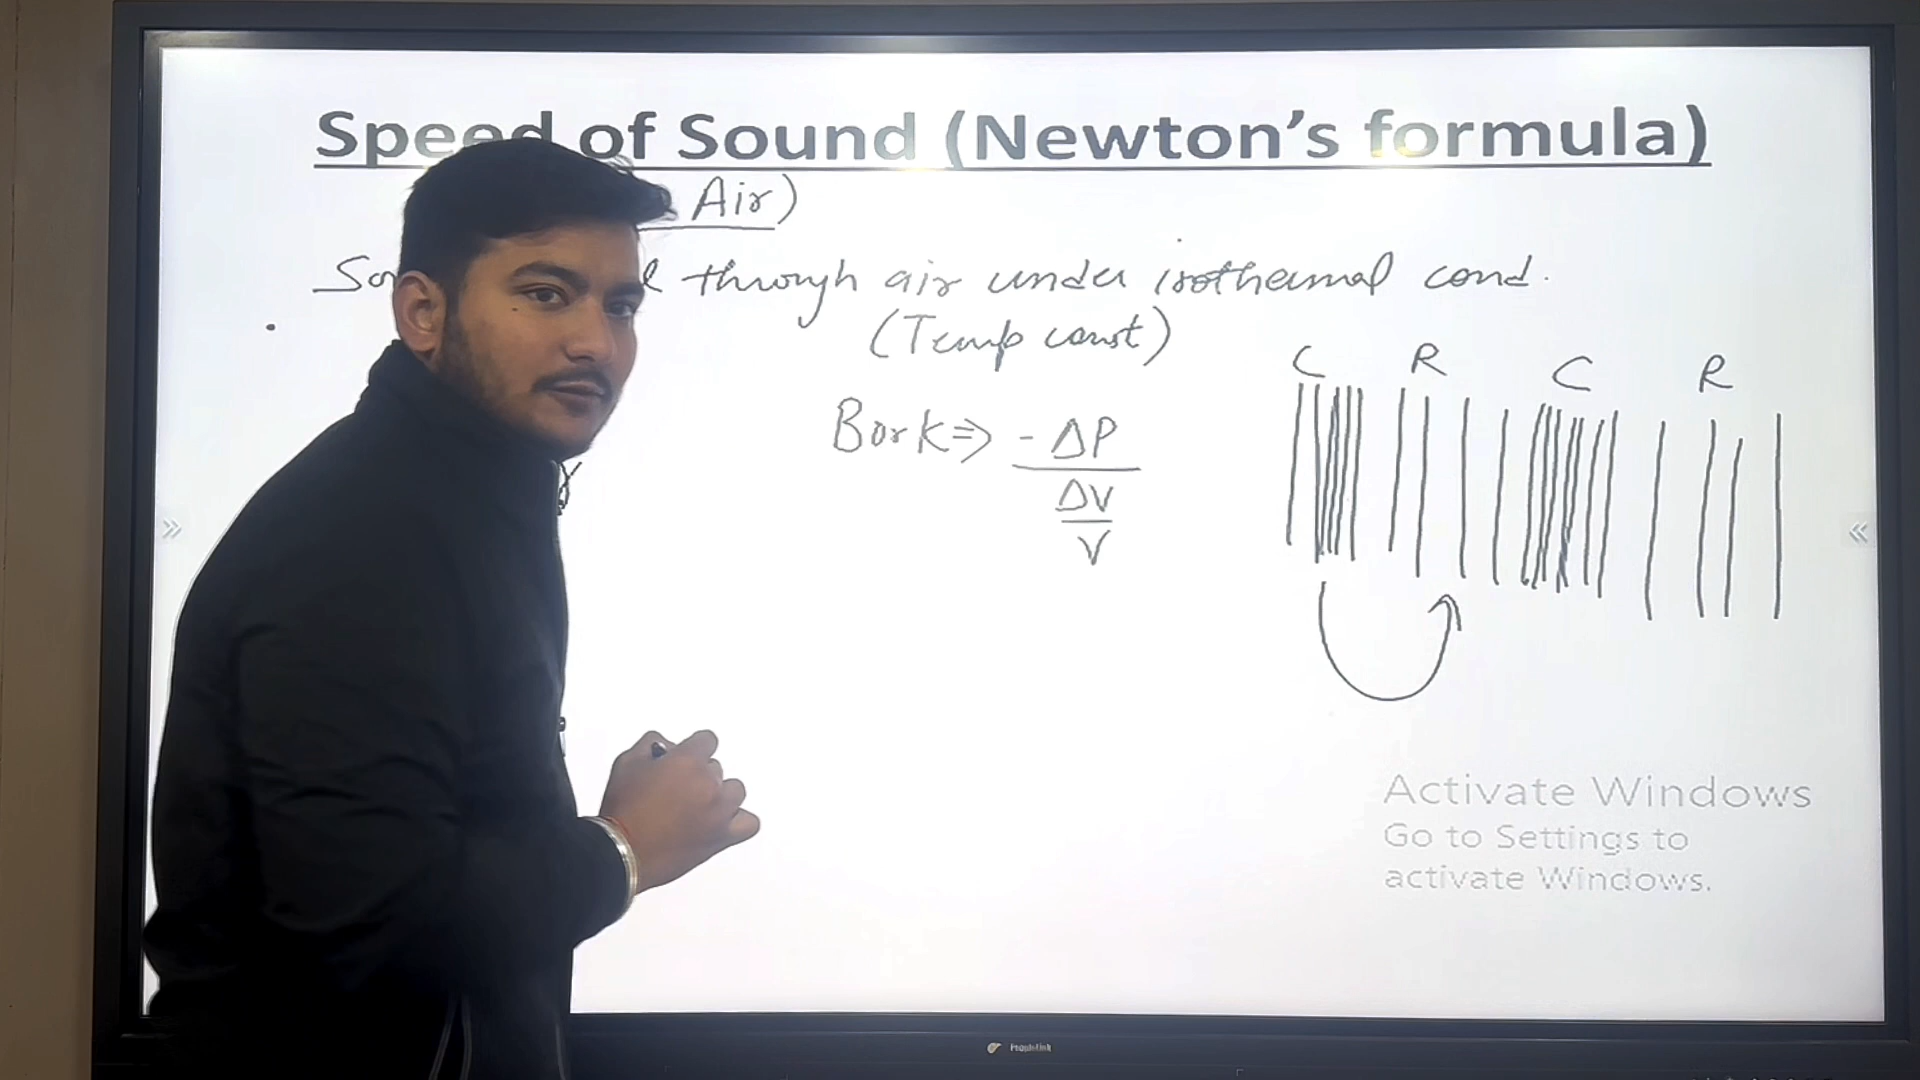 Speed of Sound (Newton's formula)
Air)
through air under isothermal cond.
(Temp const)
C R C R
B or K ⇒ - ΔP
ΔV
V
Activate Windows
Go to Settings to
activate Windows.
Peoplelink